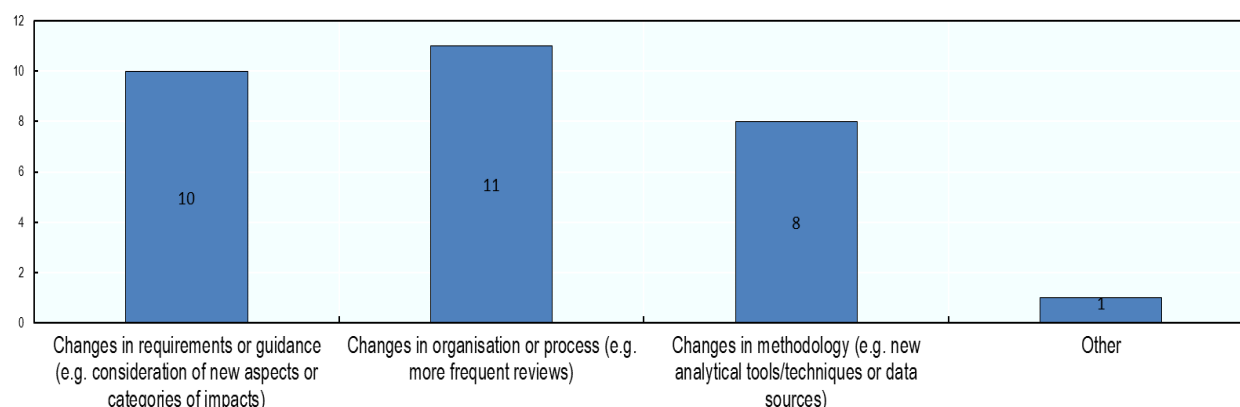 12
10
8
6
4
2
0
10
11
8
1
Changes in requirements or guidance
(e.g. consideration of new aspects or
categories of impacts)
Changes in organisation or process (e.g.
more frequent reviews)
Changes in methodology (e.g. new
analytical tools/techniques or data
sources)
Other